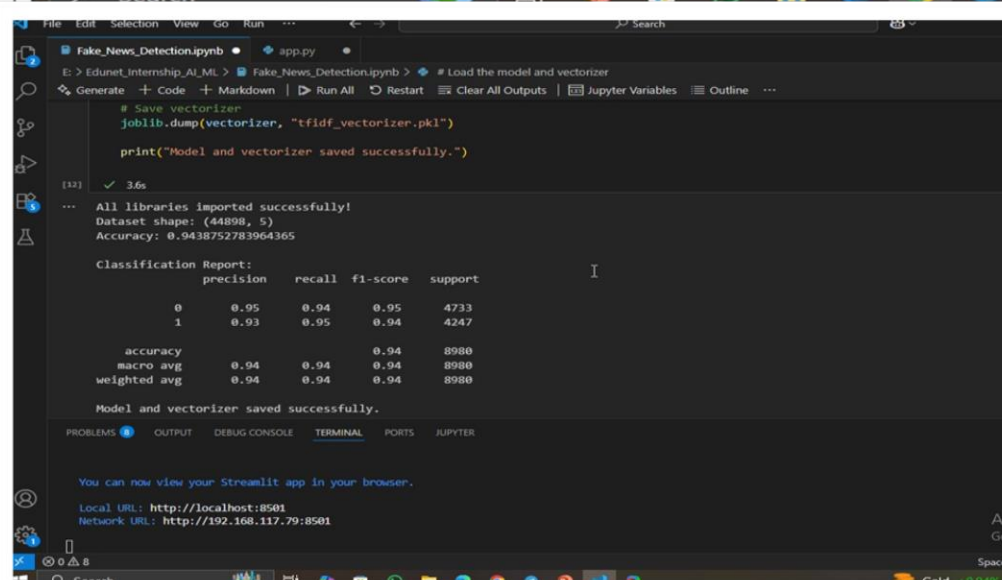 File Edit Selection View Go Run ... Search
Fake_News_Detection.ipynb app.py
E: > Edunet_Internship_AI_ML > Fake_News_Detection.ipynb > # Load the model and vectorizer
Generate + Code + Markdown | Run All Restart Clear All Outputs | Jupyter Variables Outline ...
# Save vectorizer
joblib.dump(vectorizer, "tfidf_vectorizer.pkl")
print("Model and vectorizer saved successfully.")
[12] ✓ 3.6s
... All libraries imported successfully!
Dataset shape: (44898, 5)
Accuracy: 0.9438752783964365
Classification Report:
precision recall f1-score support
0 0.95 0.94 0.95 4733
1 0.93 0.95 0.94 4247
accuracy 0.94 8980
macro avg 0.94 0.94 0.94 8980
weighted avg 0.94 0.94 0.94 8980
Model and vectorizer saved successfully.
PROBLEMS 8 OUTPUT DEBUG CONSOLE TERMINAL PORTS JUPYTER
You can now view your Streamlit app in your browser.
Local URL: http://localhost:8501
Network URL: http://192.168.117.79:8501
0 8